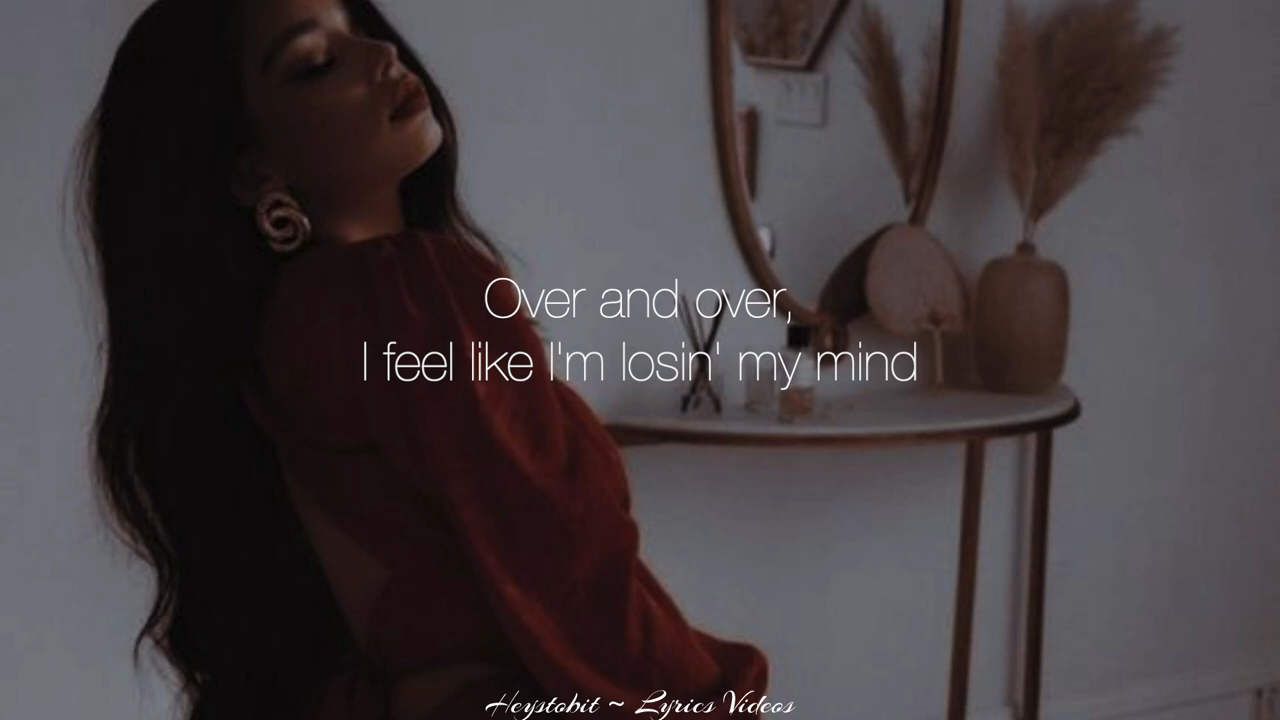 Over and over,
I feel like I'm losin' my mind
Heystobit ~ Lyrics Videos